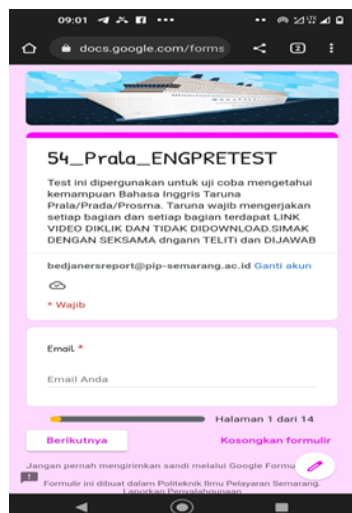 09:01
docs.google.com/forms
2
54_Prala_ENGPRETEST
Test ini dipergunakan untuk uji coba mengetahui
kemampuan Bahasa Inggris Taruna
Prala/Prada/Prosma. Taruna wajib mengerjakan
setiap bagian dan setiap bagian terdapat LINK
VIDEO DIKLIK DAN TIDAK DIDOWNLOAD.SIMAK
DENGAN SEKSAMA dngann TELITi dan DIJAWAB
bedjanersreport@pip-semarang.ac.id Ganti akun
* Wajib
Email *
Email Anda
Halaman 1 dari 14
Berikutnya
Kosongkan formulir
Jangan pernah mengirimkan sandi melalui Google Formu
Formulir ini dibuat dalam Politeknik Ilmu Pelayaran Semarang.
Laporkan Penyalahgunaan